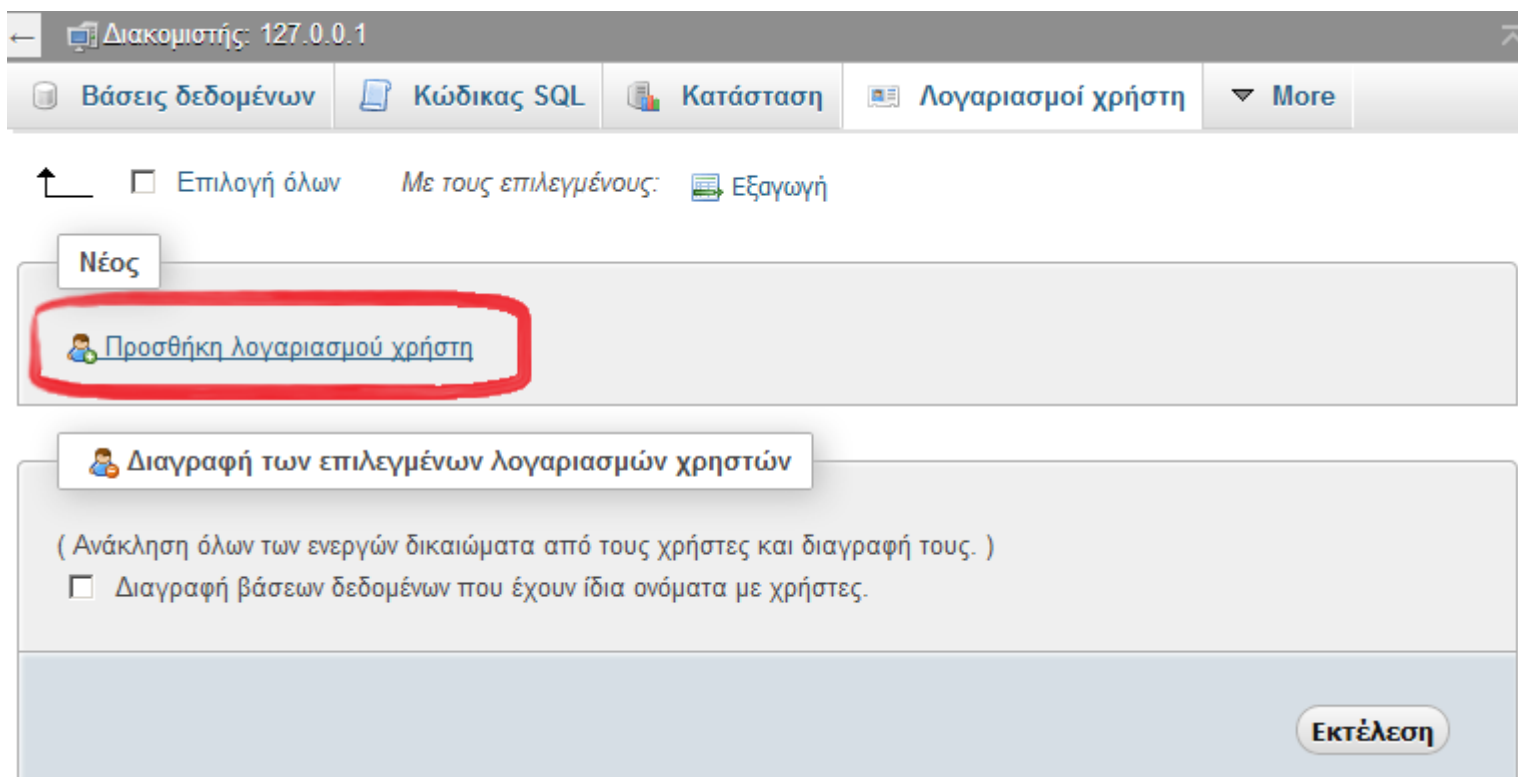 ← Διακομιστής: 127.0.0.1
Βάσεις δεδομένων Κώδικας SQL Κατάσταση Λογαριασμοί χρήστη More
Επιλογή όλων Με τους επιλεγμένους: Εξαγωγή
Νέος
Προσθήκη λογαριασμού χρήστη
Διαγραφή των επιλεγμένων λογαριασμών χρηστών
( Ανάκληση όλων των ενεργών δικαιώματα από τους χρήστες και διαγραφή τους. )
Διαγραφή βάσεων δεδομένων που έχουν ίδια ονόματα με χρήστες.
Εκτέλεση